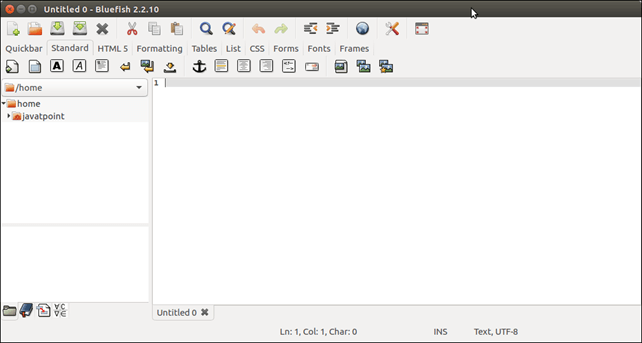 Untitled 0 - Bluefish 2.2.10
Quickbar Standard HTML 5 Formatting Tables List CSS Forms Fonts Frames
A A
/home
home
javatpoint
1
Untitled 0
Ln: 1, Col: 1, Char: 0 INS Text, UTF-8